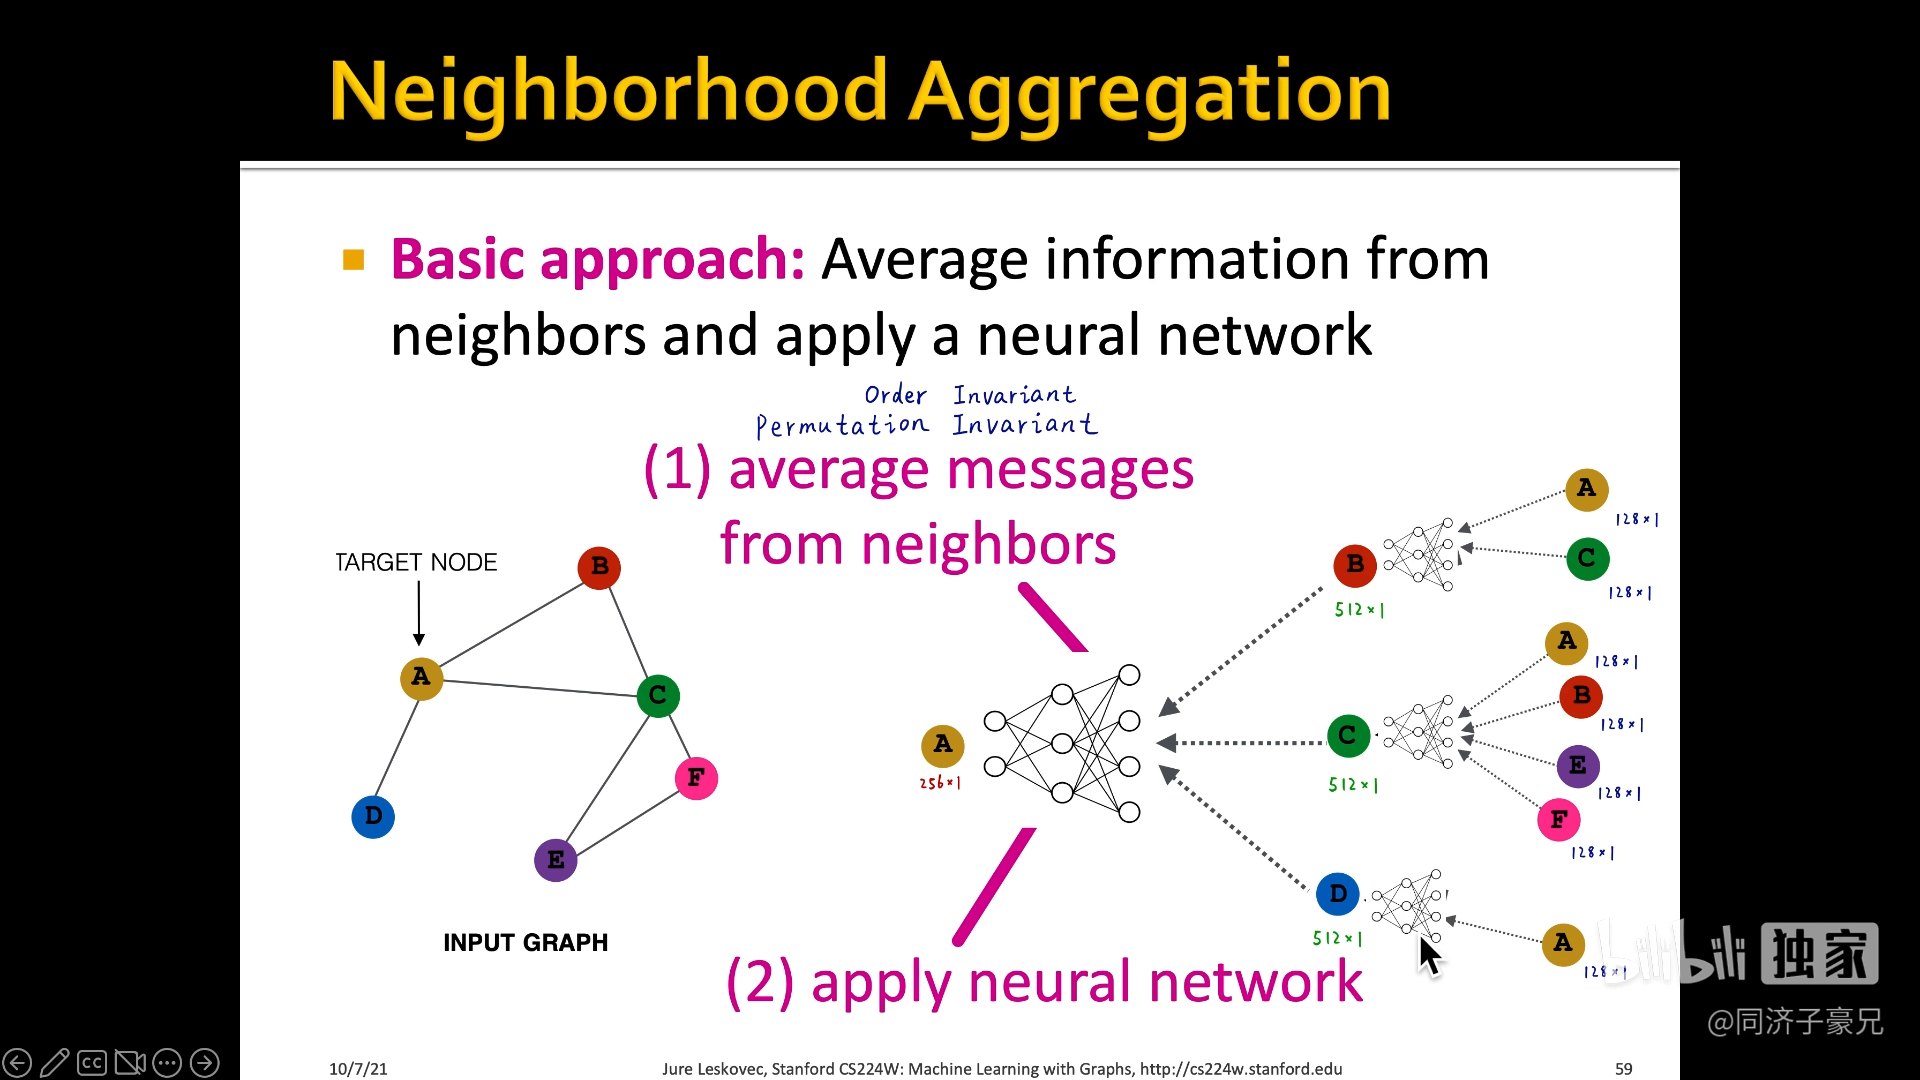 Neighborhood Aggregation
Basic approach: Average information from
neighbors and apply a neural network
Order Invariant
Permutation Invariant
(1) average messages
from neighbors
TARGET NODE
B
A
C
F
D
E
INPUT GRAPH
A
256×1
B
512×1
A
128×1
C
128×1
C
512×1
A
128×1
B
128×1
E
128×1
F
128×1
D
512×1
A
128×1
(2) apply neural network
bilibili 独家
@同济子豪兄
CC
10/7/21
Jure Leskovec, Stanford CS224W: Machine Learning with Graphs, http://cs224w.stanford.edu
59